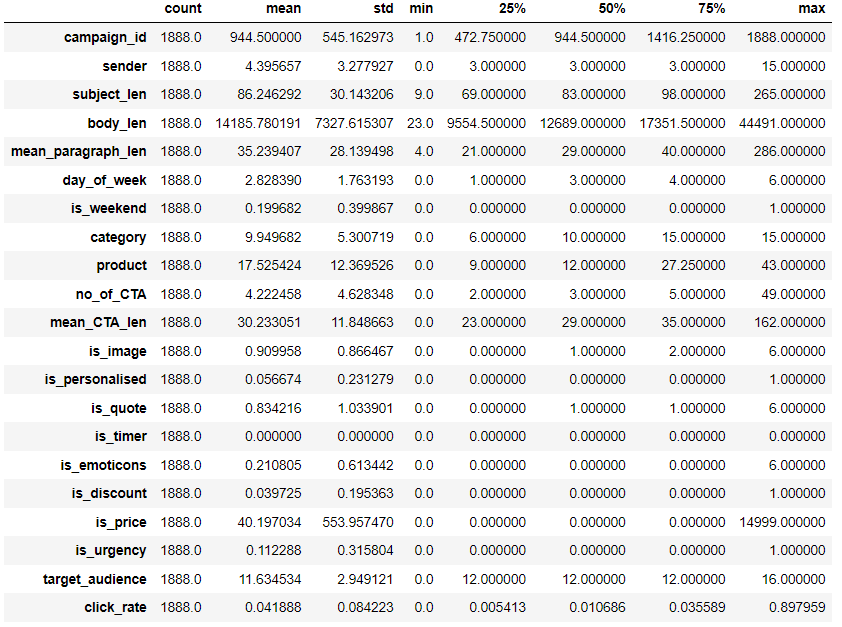 count mean std min 25% 50% 75% max
campaign_id 1888.0 944.500000 545.162973 1.0 472.750000 944.500000 1416.250000 1888.000000
sender 1888.0 4.395657 3.277927 0.0 3.000000 3.000000 3.000000 15.000000
subject_len 1888.0 86.246292 30.143206 9.0 69.000000 83.000000 98.000000 265.000000
body_len 1888.0 14185.780191 7327.615307 23.0 9554.500000 12689.000000 17351.500000 44491.000000
mean_paragraph_len 1888.0 35.239407 28.139498 4.0 21.000000 29.000000 40.000000 286.000000
day_of_week 1888.0 2.828390 1.763193 0.0 1.000000 3.000000 4.000000 6.000000
is_weekend 1888.0 0.199682 0.399867 0.0 0.000000 0.000000 0.000000 1.000000
category 1888.0 9.949682 5.300719 0.0 6.000000 10.000000 15.000000 15.000000
product 1888.0 17.525424 12.369526 0.0 9.000000 12.000000 27.250000 43.000000
no_of_CTA 1888.0 4.222458 4.628348 0.0 2.000000 3.000000 5.000000 49.000000
mean_CTA_len 1888.0 30.233051 11.848663 0.0 23.000000 29.000000 35.000000 162.000000
is_image 1888.0 0.909958 0.866467 0.0 0.000000 1.000000 2.000000 6.000000
is_personalised 1888.0 0.056674 0.231279 0.0 0.000000 0.000000 0.000000 1.000000
is_quote 1888.0 0.834216 1.033901 0.0 0.000000 1.000000 1.000000 6.000000
is_timer 1888.0 0.000000 0.000000 0.0 0.000000 0.000000 0.000000 0.000000
is_emoticons 1888.0 0.210805 0.613442 0.0 0.000000 0.000000 0.000000 6.000000
is_discount 1888.0 0.039725 0.195363 0.0 0.000000 0.000000 0.000000 1.000000
is_price 1888.0 40.197034 553.957470 0.0 0.000000 0.000000 0.000000 14999.000000
is_urgency 1888.0 0.112288 0.315804 0.0 0.000000 0.000000 0.000000 1.000000
target_audience 1888.0 11.634534 2.949121 0.0 12.000000 12.000000 12.000000 16.000000
click_rate 1888.0 0.041888 0.084223 0.0 0.005413 0.010686 0.035589 0.897959